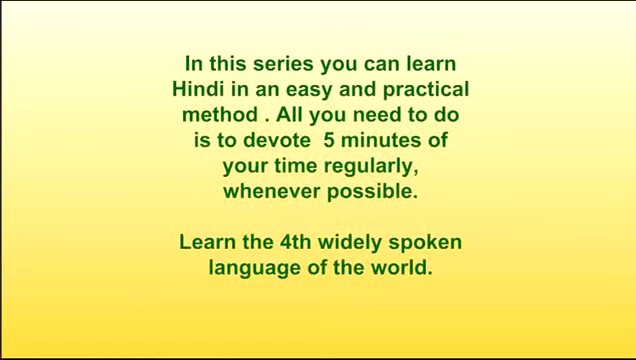 In this series you can learn
Hindi in an easy and practical
method . All you need to do
is to devote  5 minutes of
your time regularly,
whenever possible.
Learn the 4th widely spoken
language of the world.